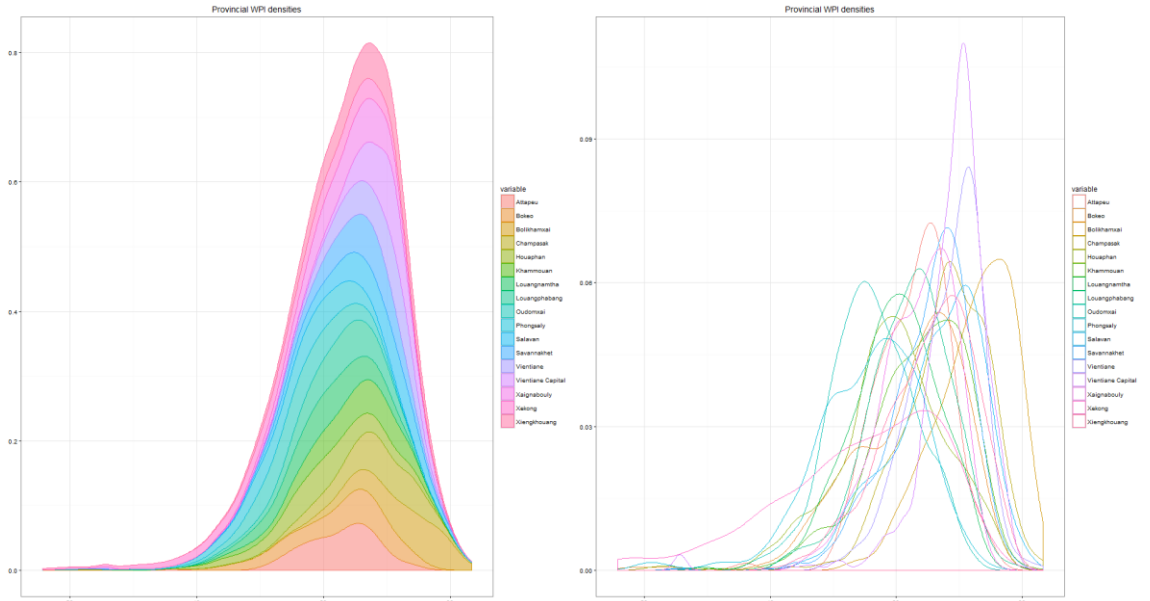 Provincial WPI densities
0.8
0.6
0.4
0.2
0.0
variable
Attapeu
Bokeo
Bolikhamxai
Champasak
Houaphan
Khammouan
Louangnamtha
Louangphabang
Oudomxai
Phongsaly
Salavan
Savannakhet
Vientiane
Vientiane Capital
Xaignabouly
Xekong
Xiengkhouang
Provincial WPI densities
0.09
0.06
0.03
0.00
variable
Attapeu
Bokeo
Bolikhamxai
Champasak
Houaphan
Khammouan
Louangnamtha
Louangphabang
Oudomxai
Phongsaly
Salavan
Savannakhet
Vientiane
Vientiane Capital
Xaignabouly
Xekong
Xiengkhouang